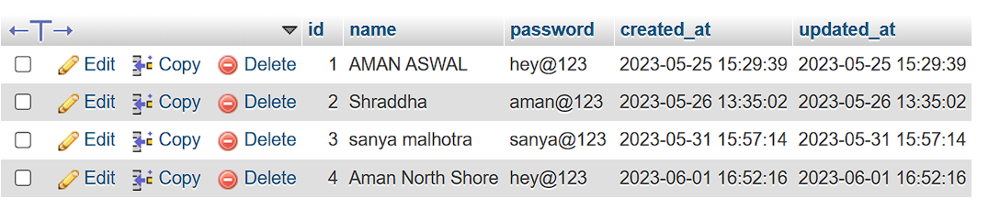 ←T→ id name password created_at updated_at
Edit Copy Delete 1 AMAN ASWAL hey@123 2023-05-25 15:29:39 2023-05-25 15:29:39
Edit Copy Delete 2 Shraddha aman@123 2023-05-26 13:35:02 2023-05-26 13:35:02
Edit Copy Delete 3 sanya malhotra sanya@123 2023-05-31 15:57:14 2023-05-31 15:57:14
Edit Copy Delete 4 Aman North Shore hey@123 2023-06-01 16:52:16 2023-06-01 16:52:16